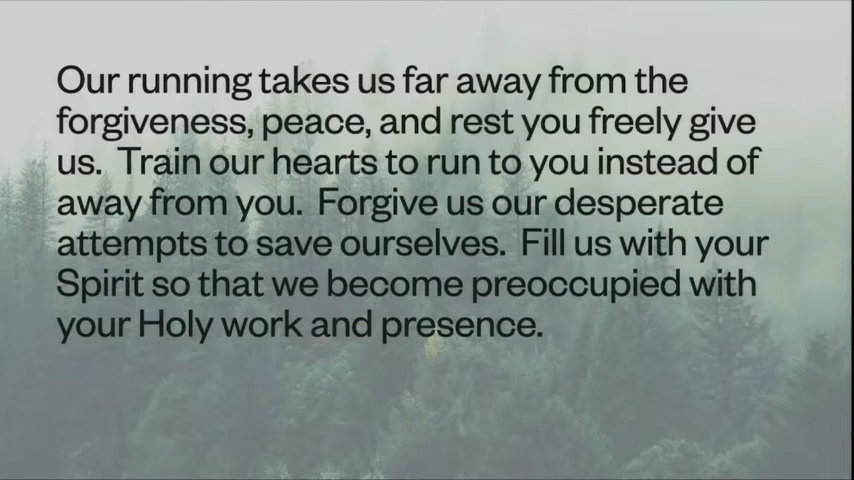 Our running takes us far away from the
forgiveness, peace, and rest you freely give
us.  Train our hearts to run to you instead of
away from you.  Forgive us our desperate
attempts to save ourselves.  Fill us with your
Spirit so that we become preoccupied with
your Holy work and presence.